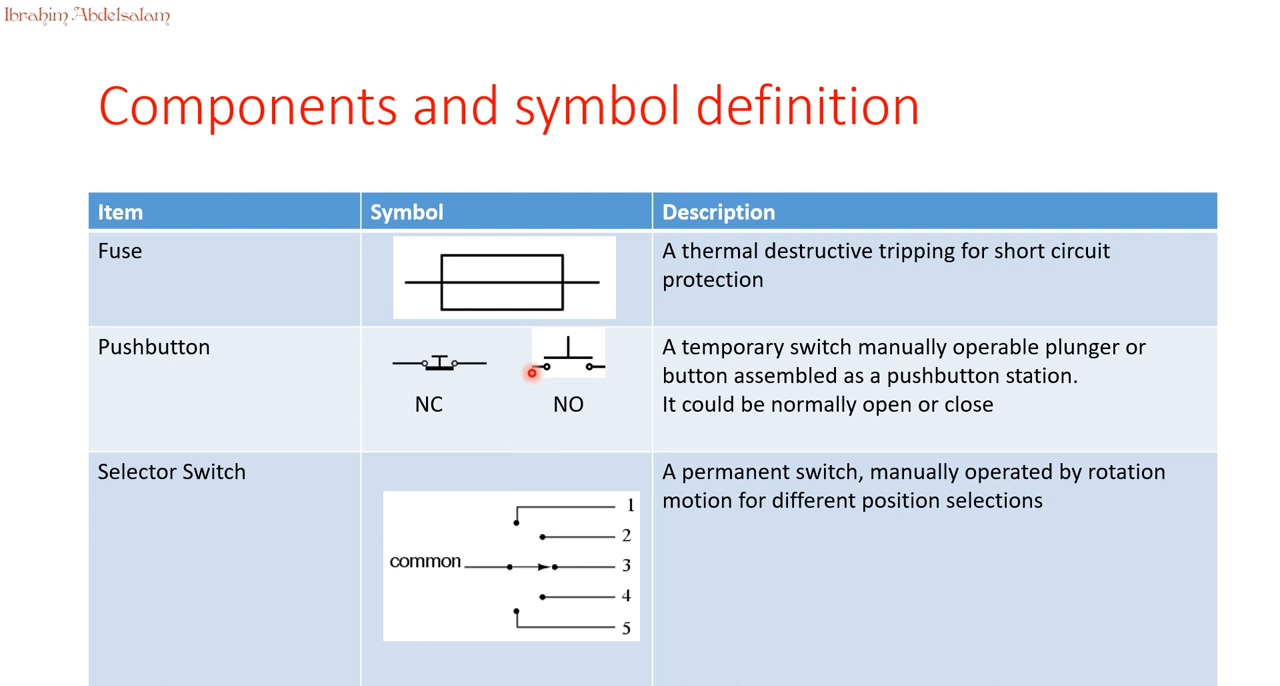 Ibrahim Abdelsalam
Components and symbol definition
Item
Symbol
Description
Fuse
A thermal destructive tripping for short circuit
protection
Pushbutton
NC
NO
A temporary switch manually operable plunger or
button assembled as a pushbutton station.
It could be normally open or close
Selector Switch
common
1
2
3
4
5
A permanent switch, manually operated by rotation
motion for different position selections